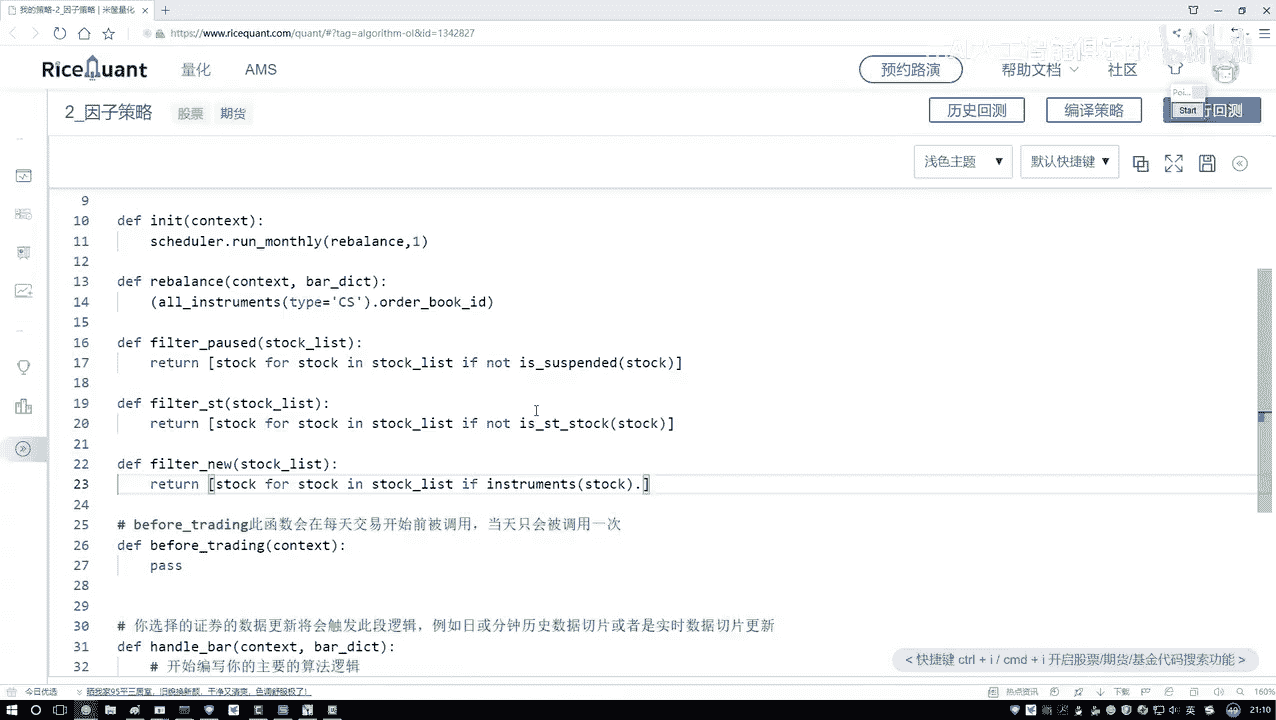 我的策略-2_因子策略 | 米筐量化
https://www.ricequant.com/quant/#?tag=algorithm-ol&id=1342827
RiceQuant 量化 AMS 预约路演 帮助文档 社区
Poi...
2_因子策略 股票 期货 历史回测 编译策略 Start 行回测
浅色主题 ▼ 默认快捷键 ▼
9
10 def init(context):
11 scheduler.run_monthly(rebalance,1)
12
13 def rebalance(context, bar_dict):
14 (all_instruments(type='CS').order_book_id)
15
16 def filter_paused(stock_list):
17 return [stock for stock in stock_list if not is_suspended(stock)]
18
19 def filter_st(stock_list):
20 return [stock for stock in stock_list if not is_st_stock(stock)]
21
22 def filter_new(stock_list):
23 return [stock for stock in stock_list if instruments(stock).]
24
25 # before_trading此函数会在每天交易开始前被调用，当天只会被调用一次
26 def before_trading(context):
27 pass
28
29
30 # 你选择的证券的数据更新将会触发此段逻辑，例如日或分钟历史数据切片或者是实时数据切片更新
31 def handle_bar(context, bar_dict):
32 # 开始编写你的主要的算法逻辑
< 快捷键 ctrl + i / cmd + i 开启股票/期货/基金代码搜索功能 >
今日优选 热点资讯 下载 160%
英 21:10